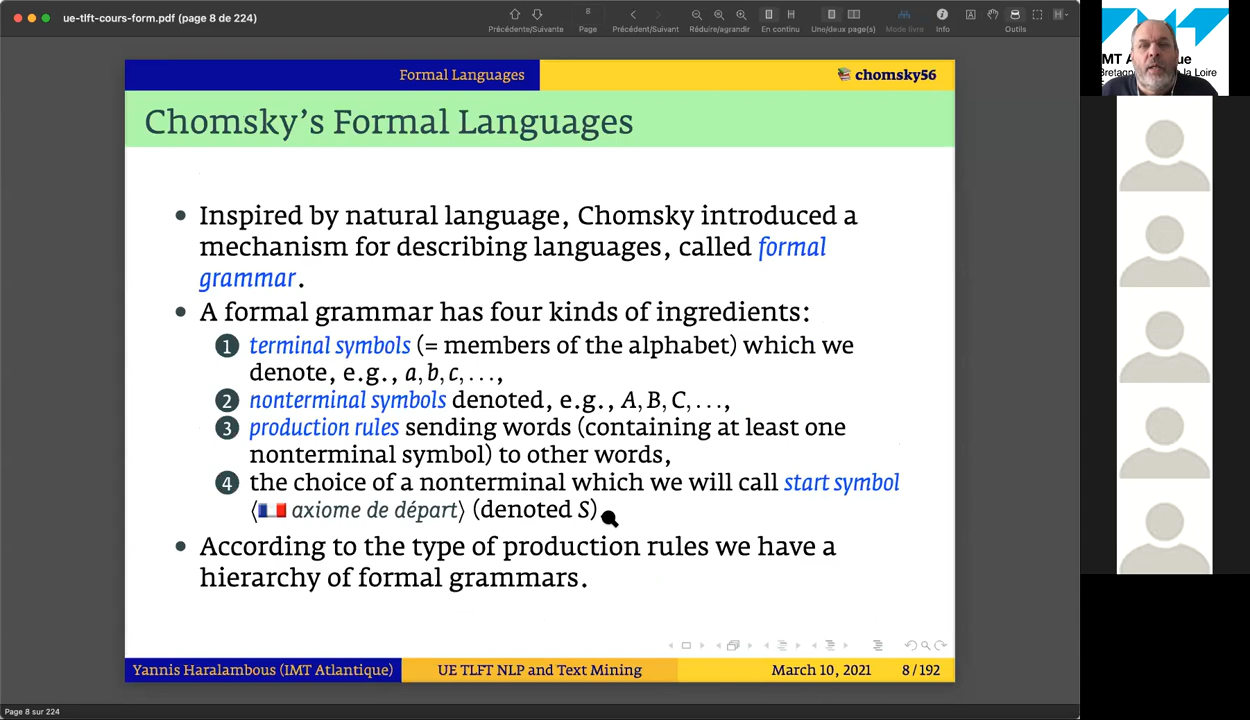 ue-tlft-cours-form.pdf (page 8 de 224)
8
Précédente/Suivante
Page
Précédent/Suivant
Réduire/agrandir
En continu
Une/deux page(s)
Mode livre
Info
Outils
Formal Languages
chomsky56
Chomsky's Formal Languages
• Inspired by natural language, Chomsky introduced a
mechanism for describing languages, called formal
grammar.
• A formal grammar has four kinds of ingredients:
1 terminal symbols (= members of the alphabet) which we
denote, e.g., a, b, c, …,
2 nonterminal symbols denoted, e.g., A, B, C, …,
3 production rules sending words (containing at least one
nonterminal symbol) to other words,
4 the choice of a nonterminal which we will call start symbol
⟨🇫🇷 axiome de départ⟩ (denoted S)
• According to the type of production rules we have a
hierarchy of formal grammars.
Yannis Haralambous (IMT Atlantique)
UE TLFT NLP and Text Mining
March 10, 2021
8 / 192
Page 8 sur 224
la Loire